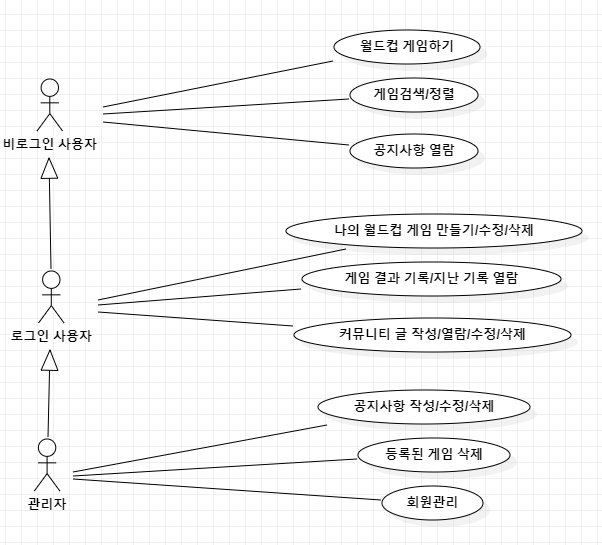 월드컵 게임하기
게임검색/정렬
비로그인 사용자
공지사항 열람
나의 월드컵 게임 만들기/수정/삭제
게임 결과 기록/지난 기록 열람
로그인 사용자
커뮤니티 글 작성/열람/수정/삭제
공지사항 작성/수정/삭제
등록된 게임 삭제
관리자
회원관리